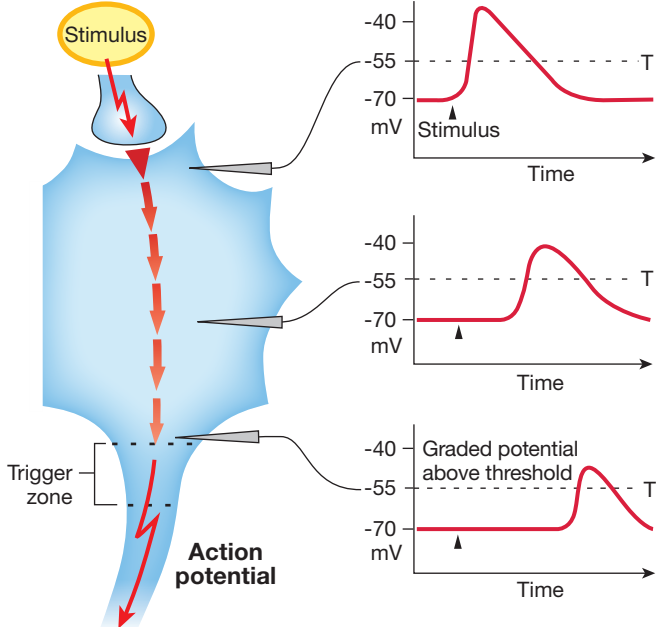 Stimulus
-40
-55
T
-70
mV
Stimulus
Time
-40
-55
T
-70
mV
Time
-40
Graded potential
above threshold
-55
T
-70
mV
Time
Trigger
zone
Action
potential